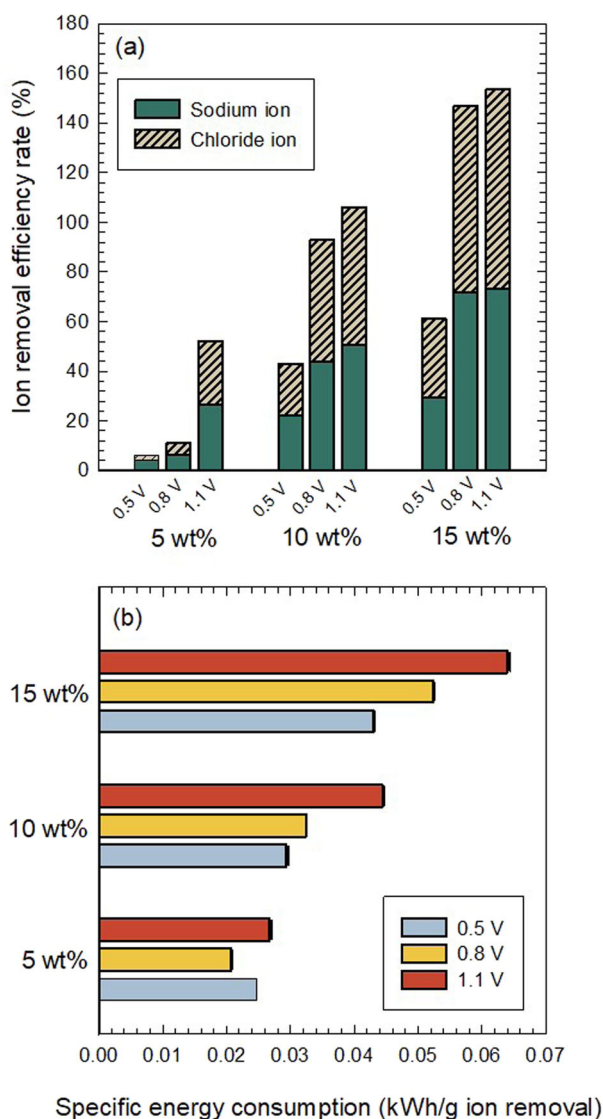 180
(a)
160
Sodium ion
140
Chloride ion
120
100
80
60
40
20
0
Ion removal efficiency rate (%)
0.5 V 0.8 V 1.1 V 0.5 V 0.8 V 1.1 V 0.5 V 0.8 V 1.1 V
5 wt% 10 wt% 15 wt%
(b)
15 wt%
10 wt%
5 wt%
0.5 V
0.8 V
1.1 V
0.00 0.01 0.02 0.03 0.04 0.05 0.06 0.07
Specific energy consumption (kWh/g ion removal)